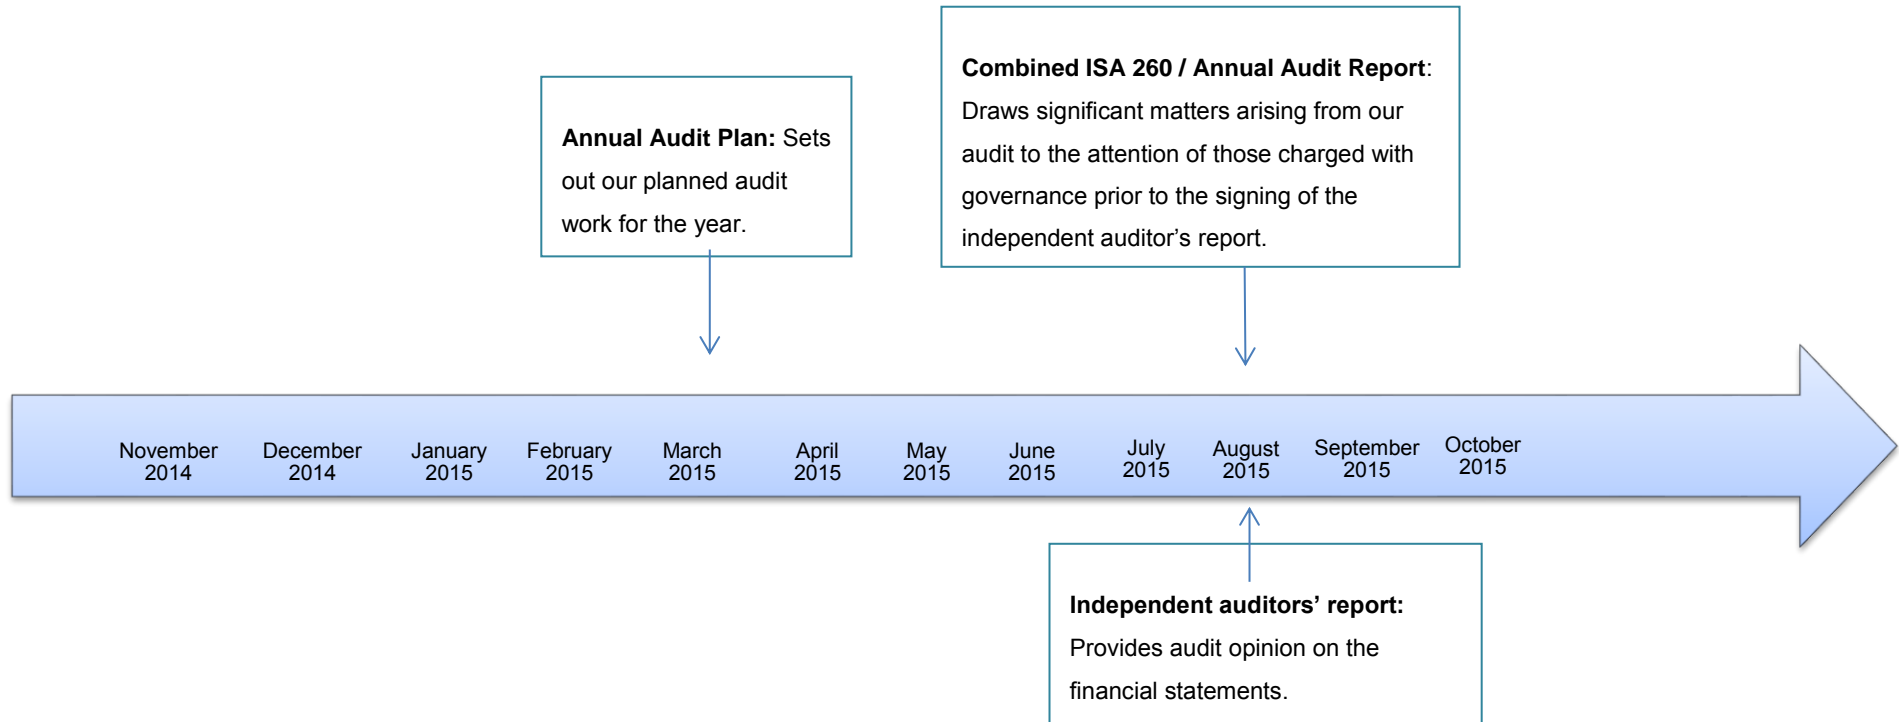 Combined ISA 260 / Annual Audit Report:
Draws significant matters arising from our
audit to the attention of those charged with
governance prior to the signing of the
independent auditor’s report.
Annual Audit Plan: Sets
out our planned audit
work for the year.
November
2014
December
2014
January
2015
February
2015
March
2015
April
2015
May
2015
June
2015
July
2015
August
2015
September
2015
October
2015
Independent auditors’ report:
Provides audit opinion on the
financial statements.